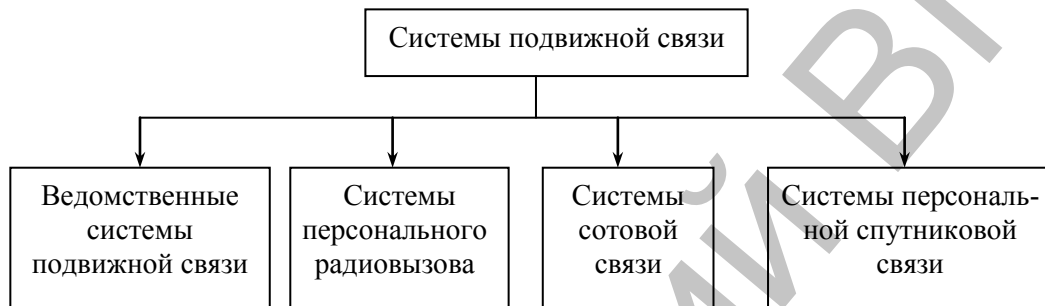 Системы подвижной связи
Ведомственные
системы
подвижной связи
Системы
персонального
радиовызова
Системы
сотовой
связи
Системы персональ-
ной спутниковой
связи